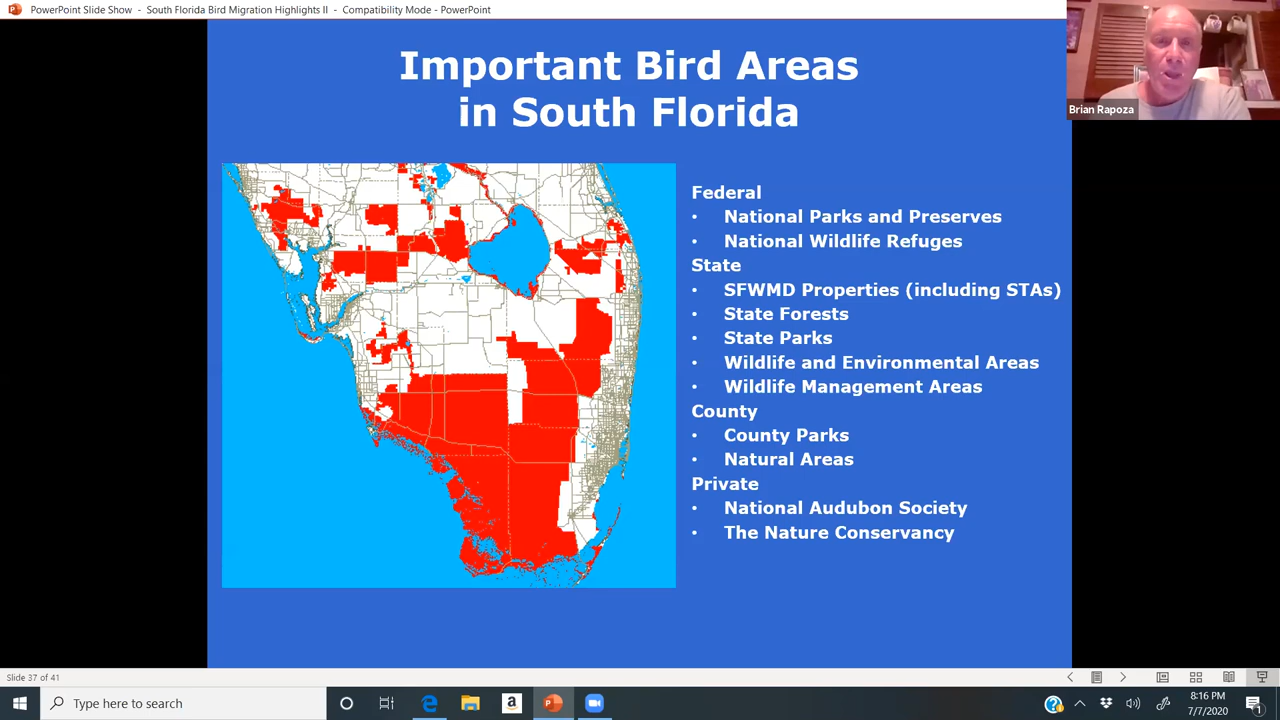 PowerPoint Slide Show - South Florida Bird Migration Highlights II - Compatibility Mode - PowerPoint
Important Bird Areas
in South Florida
Brian Rapoza
Federal
• National Parks and Preserves
• National Wildlife Refuges
State
• SFWMD Properties (including STAs)
• State Forests
• State Parks
• Wildlife and Environmental Areas
• Wildlife Management Areas
County
• County Parks
• Natural Areas
Private
• National Audubon Society
• The Nature Conservancy
Slide 37 of 41
Type here to search
8:16 PM
7/7/2020
1